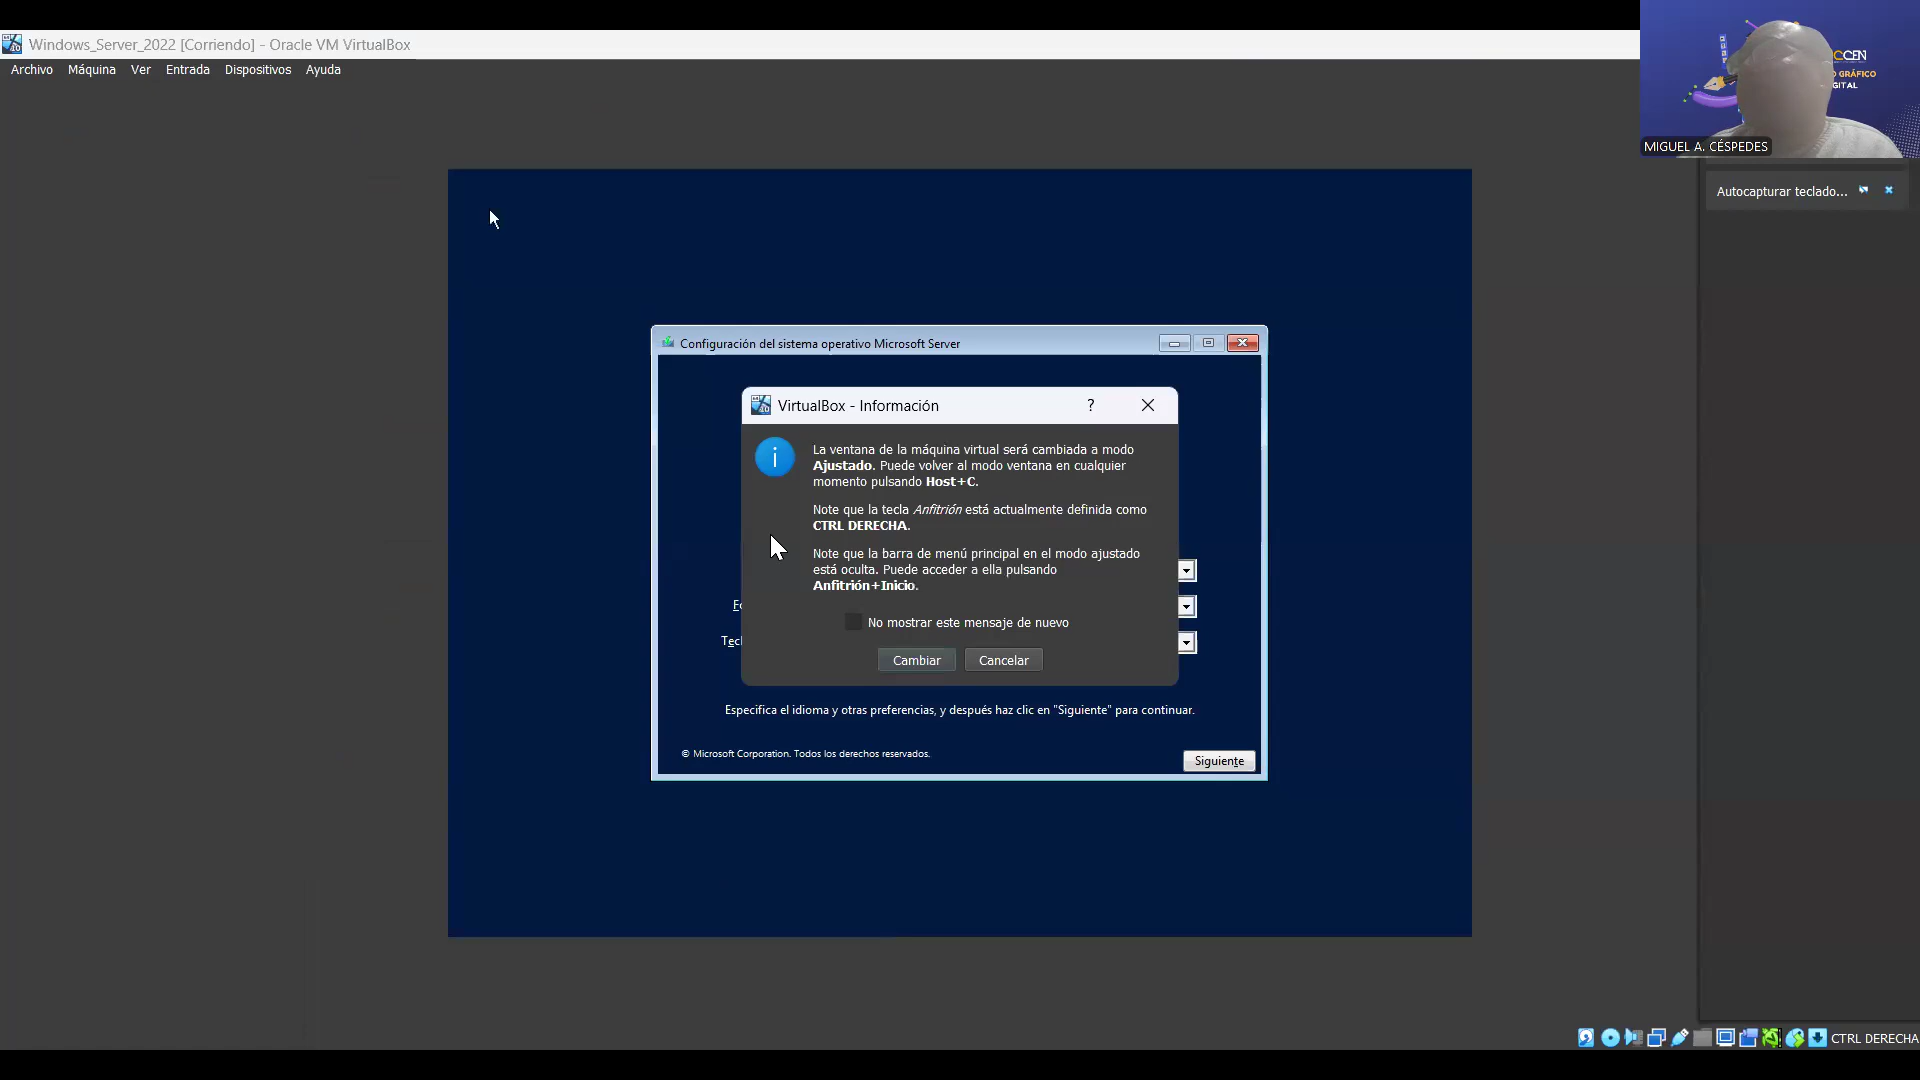 Windows_Server_2022 [Corriendo] - Oracle VM VirtualBox
Archivo Máquina Ver Entrada Dispositivos Ayuda
CCEN
O GRÁFICO
GITAL
MIGUEL A. CÉSPEDES
Autocapturar teclado...
Configuración del sistema operativo Microsoft Server
VirtualBox - Información
La ventana de la máquina virtual será cambiada a modo
Ajustado. Puede volver al modo ventana en cualquier
momento pulsando Host+C.
Note que la tecla Anfitrión está actualmente definida como
CTRL DERECHA.
Note que la barra de menú principal en el modo ajustado
está oculta. Puede acceder a ella pulsando
Anfitrión+Inicio.
Fo
No mostrar este mensaje de nuevo
Tecl
Cambiar Cancelar
Especifica el idioma y otras preferencias, y después haz clic en "Siguiente" para continuar.
© Microsoft Corporation. Todos los derechos reservados.
Siguiente
CTRL DERECHA